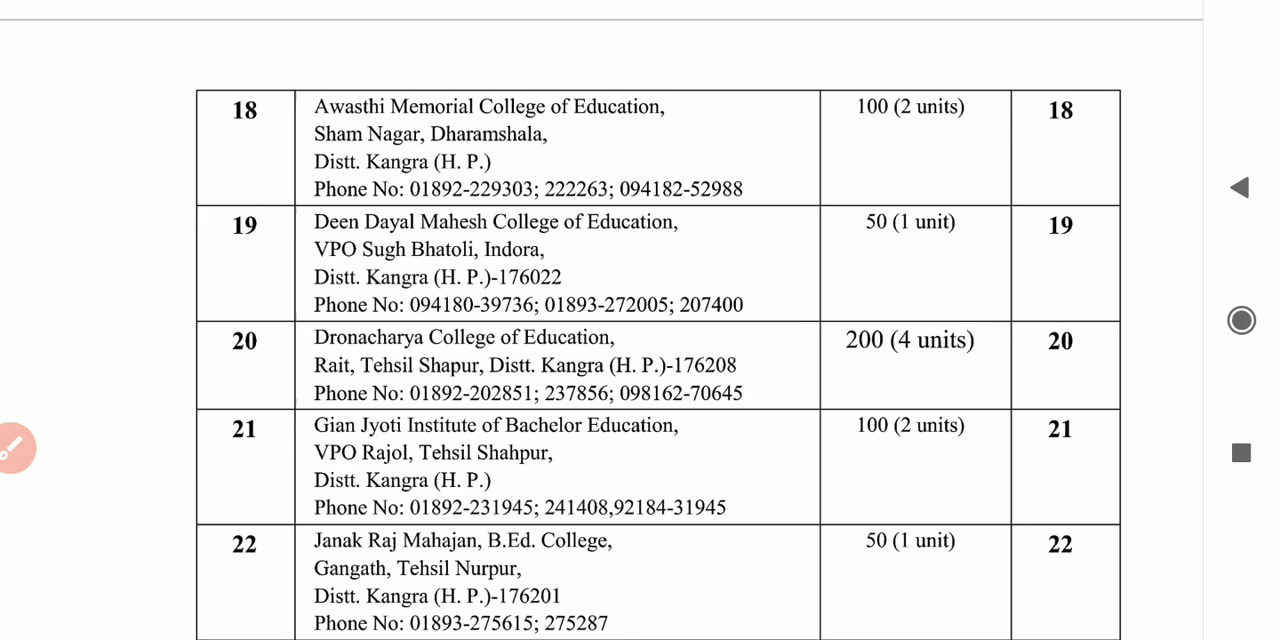 18 Awasthi Memorial College of Education, 100 (2 units) 18
Sham Nagar, Dharamshala,
Distt. Kangra (H. P.)
Phone No: 01892-229303; 222263; 094182-52988
19 Deen Dayal Mahesh College of Education, 50 (1 unit) 19
VPO Sugh Bhatoli, Indora,
Distt. Kangra (H. P.)-176022
Phone No: 094180-39736; 01893-272005; 207400
20 Dronacharya College of Education, 200 (4 units) 20
Rait, Tehsil Shapur, Distt. Kangra (H. P.)-176208
Phone No: 01892-202851; 237856; 098162-70645
21 Gian Jyoti Institute of Bachelor Education, 100 (2 units) 21
VPO Rajol, Tehsil Shahpur,
Distt. Kangra (H. P.)
Phone No: 01892-231945; 241408,92184-31945
22 Janak Raj Mahajan, B.Ed. College, 50 (1 unit) 22
Gangath, Tehsil Nurpur,
Distt. Kangra (H. P.)-176201
Phone No: 01893-275615; 275287